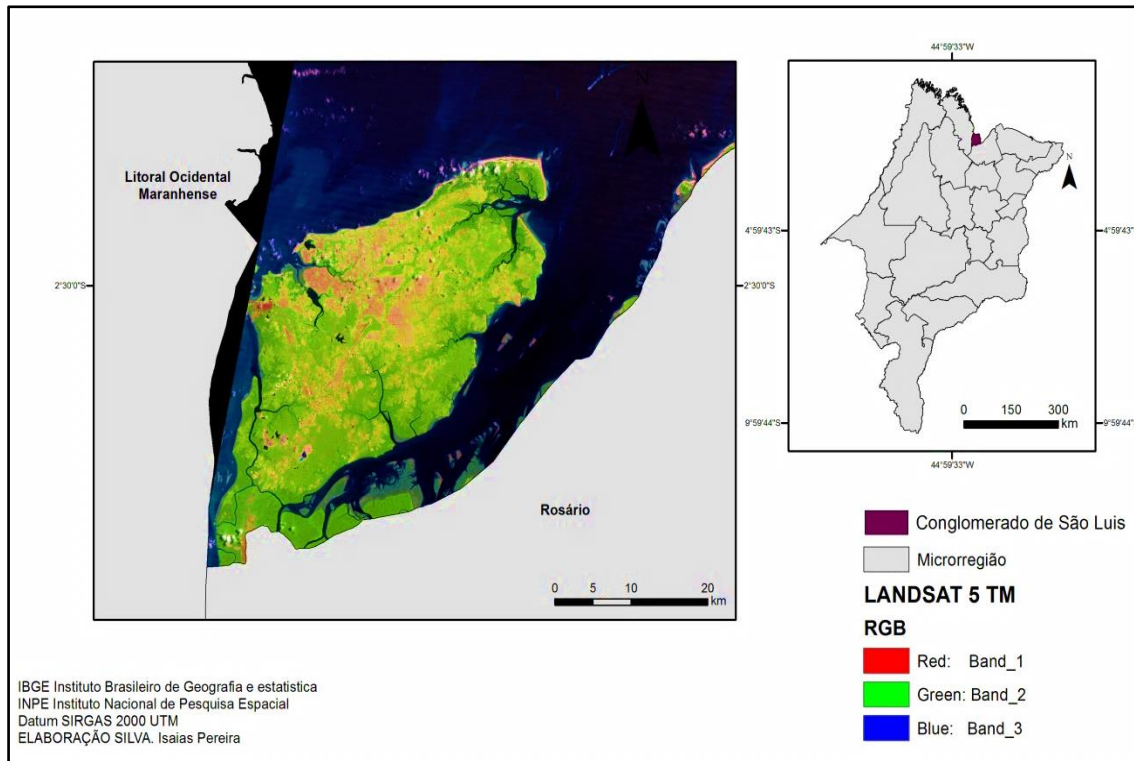 Litoral Ocidental
Maranhense
N
2°30'0"S
2°30'0"S
Rosário
0 5 10 20
km
44°59'33"W
N
4°59'43"S
4°59'43"
0 150 300
km
9°59'44"S
9°59'44"S
44°59'33"W
Conglomerado de São Luis
Microrregião
LANDSAT 5 TM
RGB
Red: Band_1
Green: Band_2
Blue: Band_3
IBGE Instituto Brasileiro de Geografia e estatistica
INPE Instituto Nacional de Pesquisa Espacial
Datum SIRGAS 2000 UTM
ELABORAÇÃO SILVA. Isaias Pereira